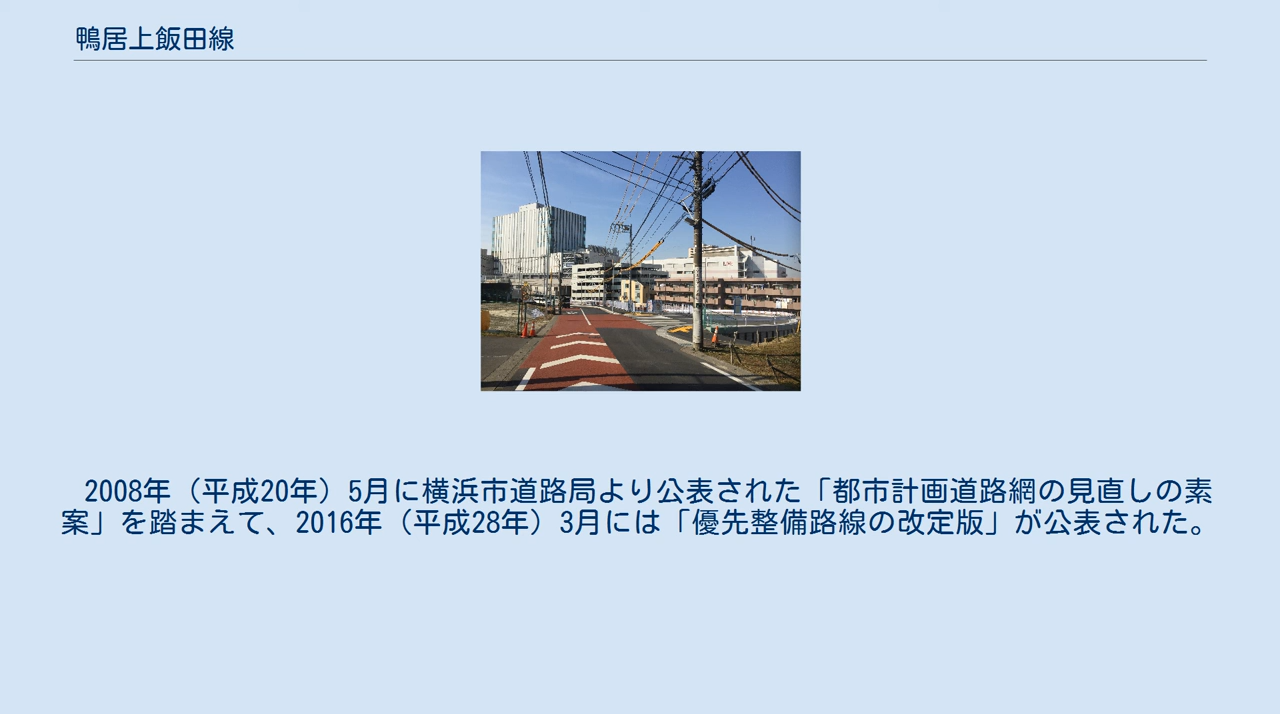 鴨居上飯田線
2008年（平成20年）5月に横浜市道路局より公表された「都市計画道路網の見直しの素
案」を踏まえて、2016年（平成28年）3月には「優先整備路線の改定版」が公表された。